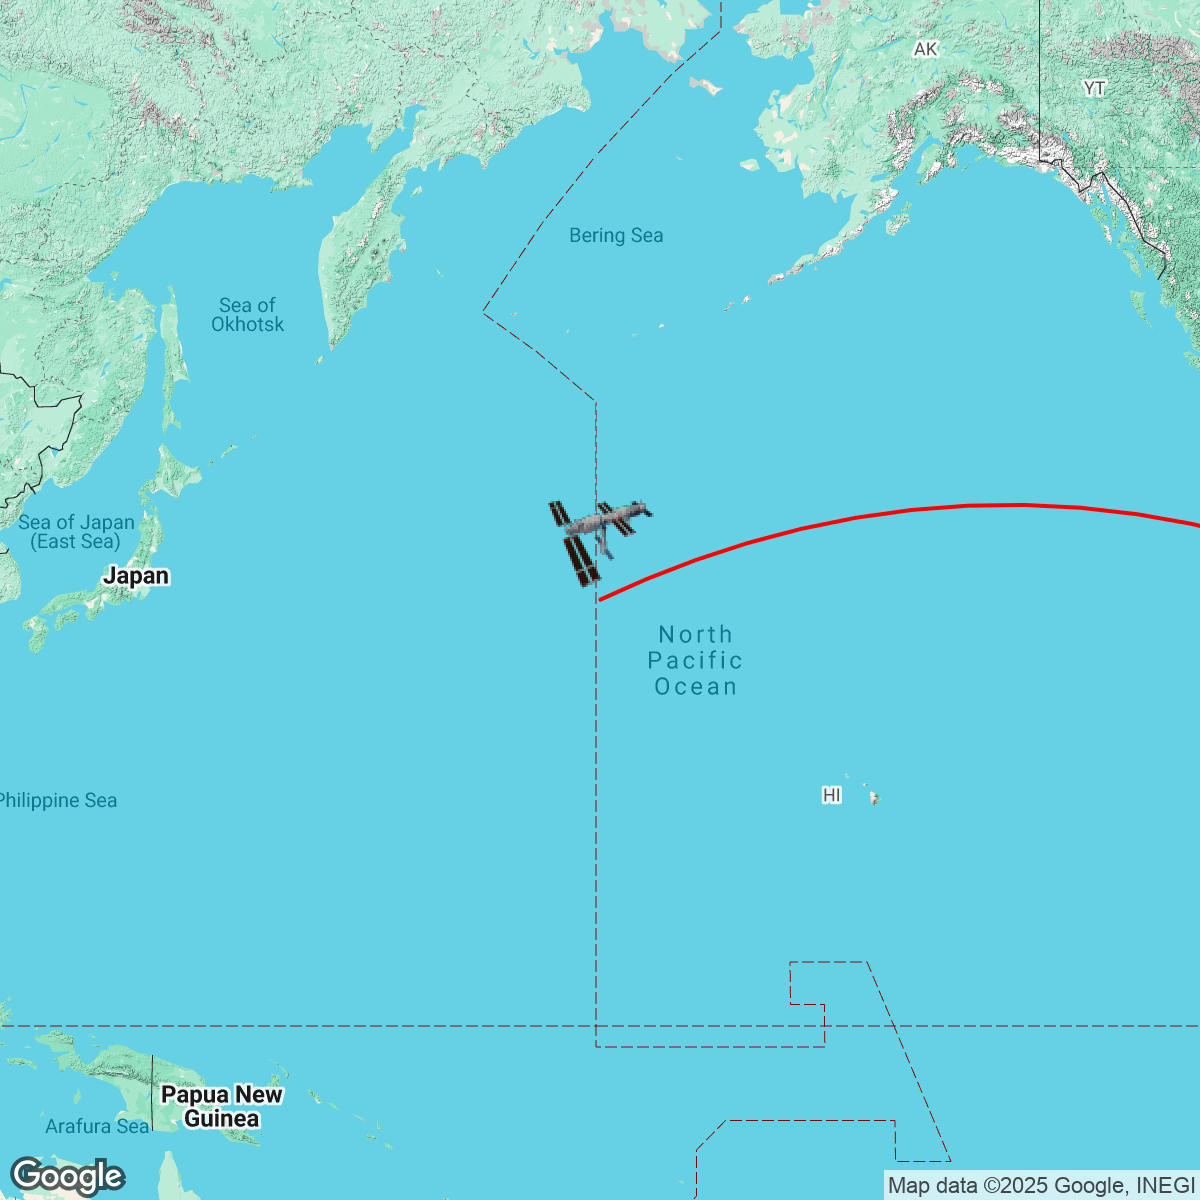 AK
YT
Bering Sea
Sea of
Okhotsk
Sea of Japan
(East Sea)
Japan
North
Pacific
Ocean
HI
Philippine Sea
Papua New
Guinea
Arafura Sea
Google
Map data ©2025 Google, INEGI